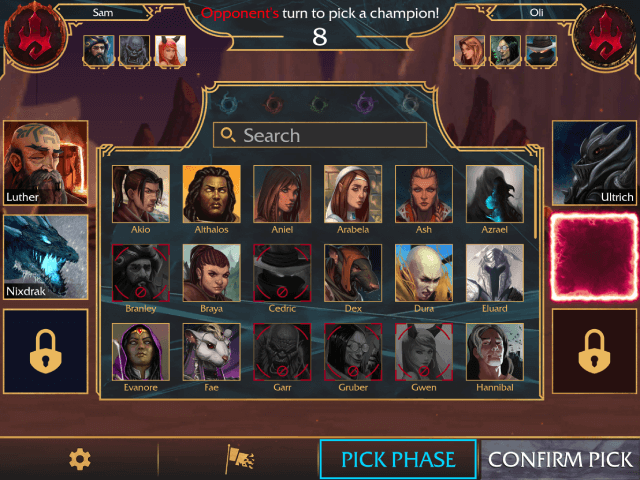 Sam
Opponent's turn to pick a champion!
Oli
8
Search
Luther
Ultrich
Akio
Althaios
Aniel
Arabela
Ash
Azrael
Nixdrak
Branley
Braya
Cedric
Dex
Dura
Eluard
Evanore
Fae
Garr
Gruber
Gwen
Hannibal
PICK PHASE
CONFIRM PICK